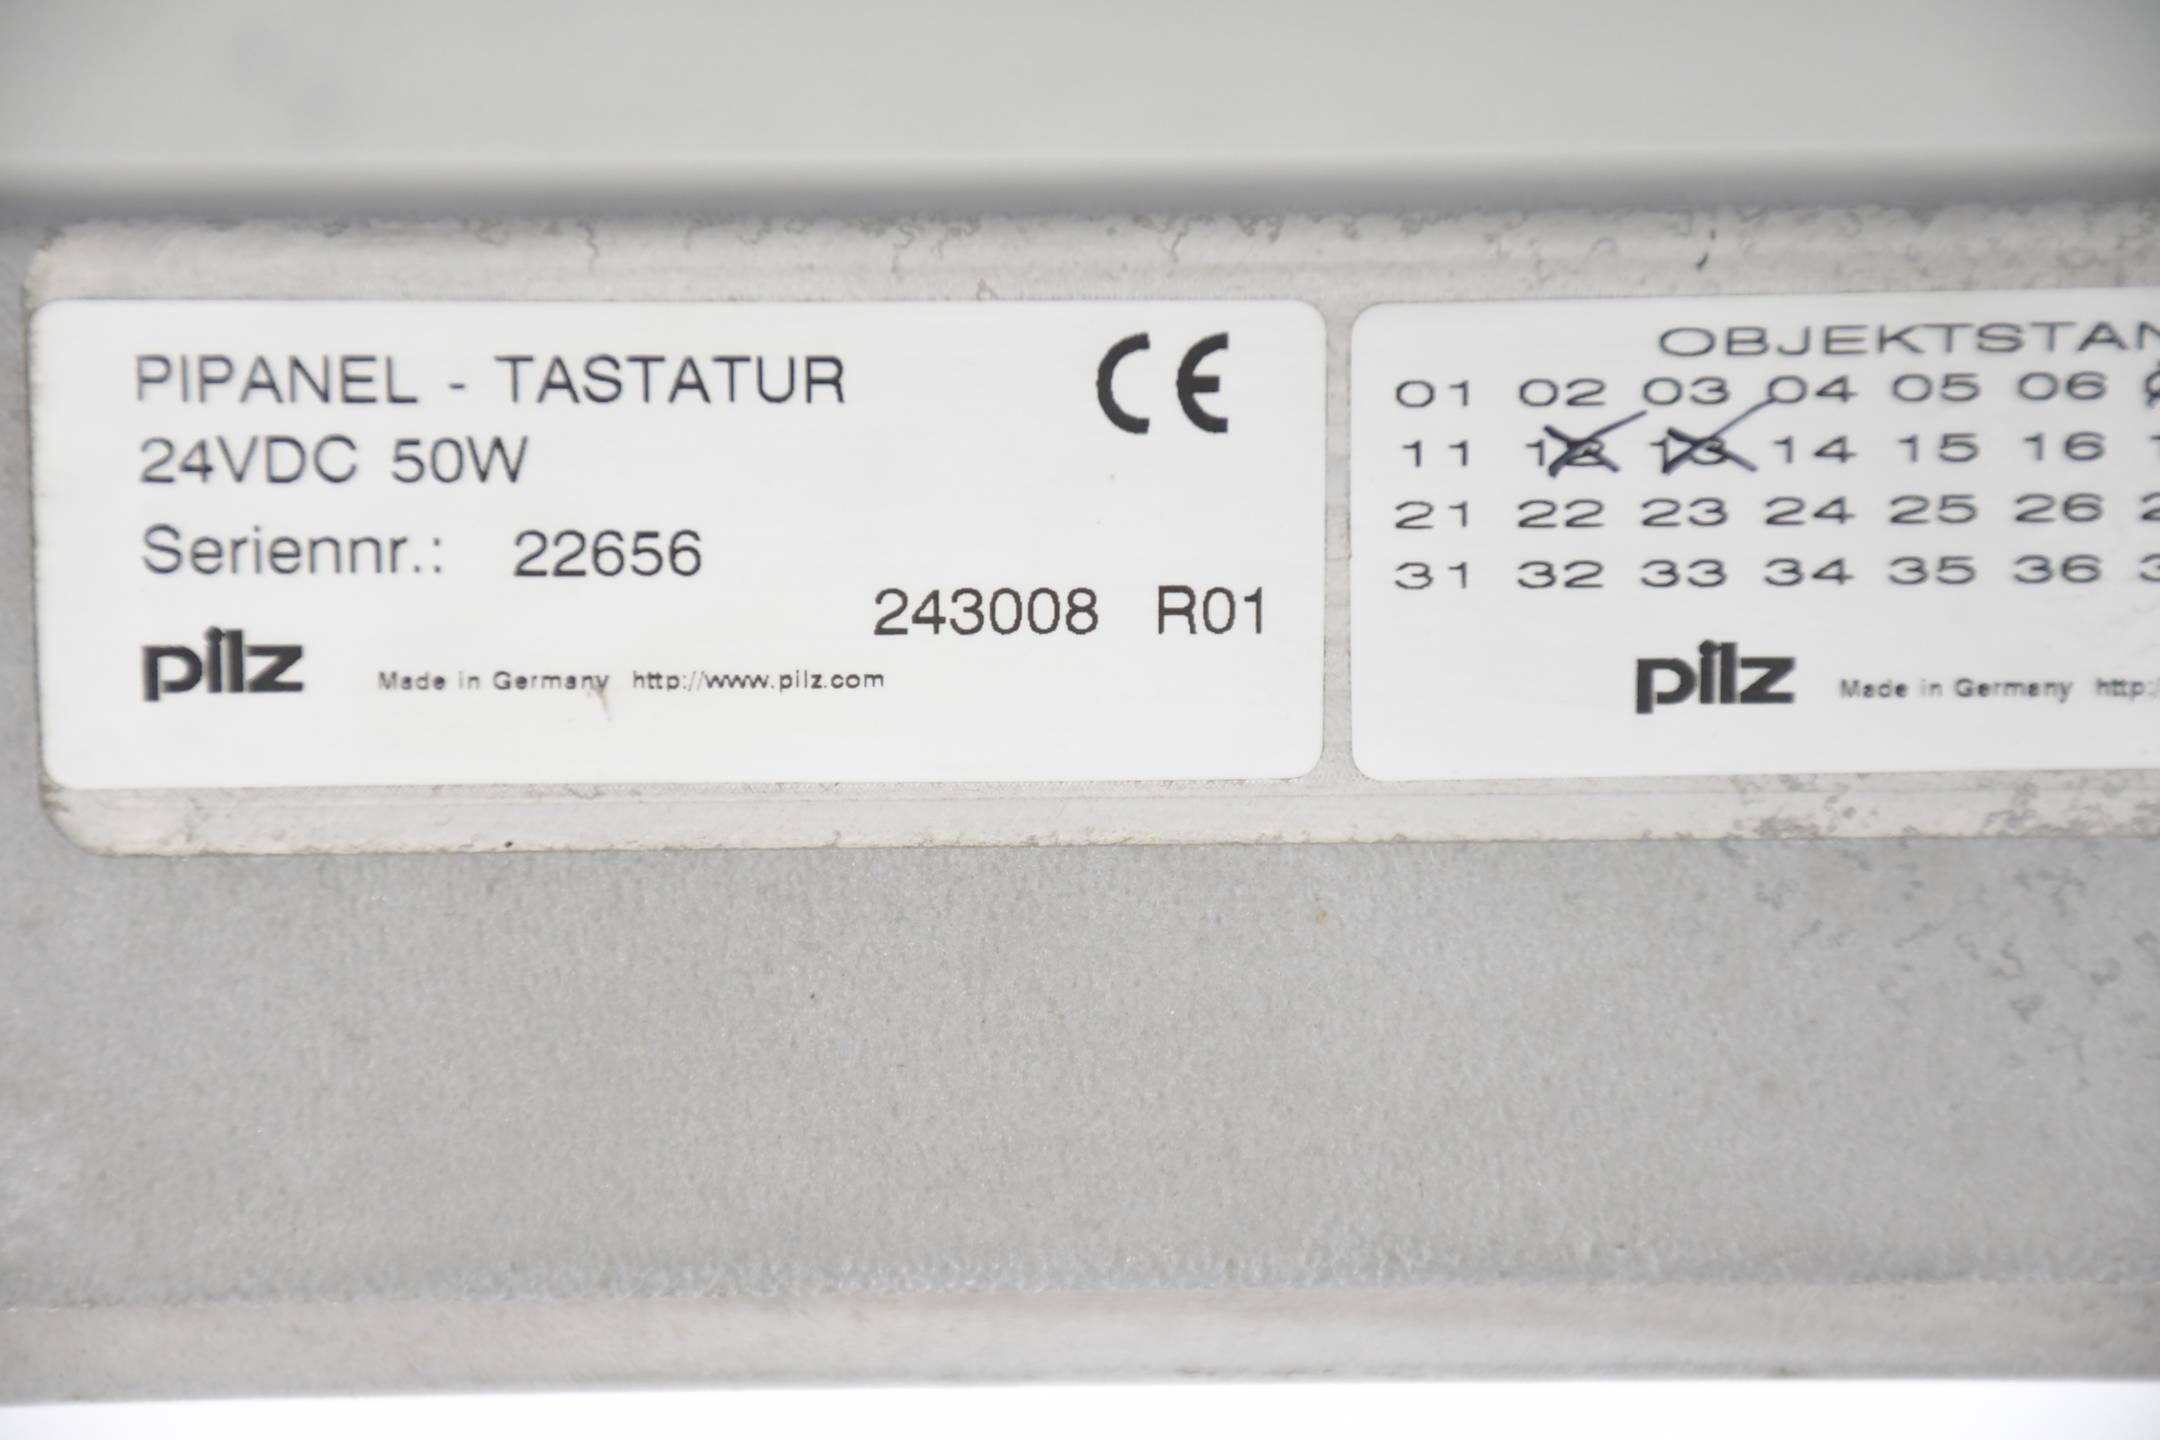 PIPANEL - TASTATUR
CE
24VDC 50W
Seriennr.: 22656
243008 R01
pilz Made in Germany http://www.pilz.com
OBJEKTSTAN
01 02 03 04 05 06
11 12 13 14 15 16
21 22 23 24 25 26
31 32 33 34 35 36
pilz Made in Germany http:/